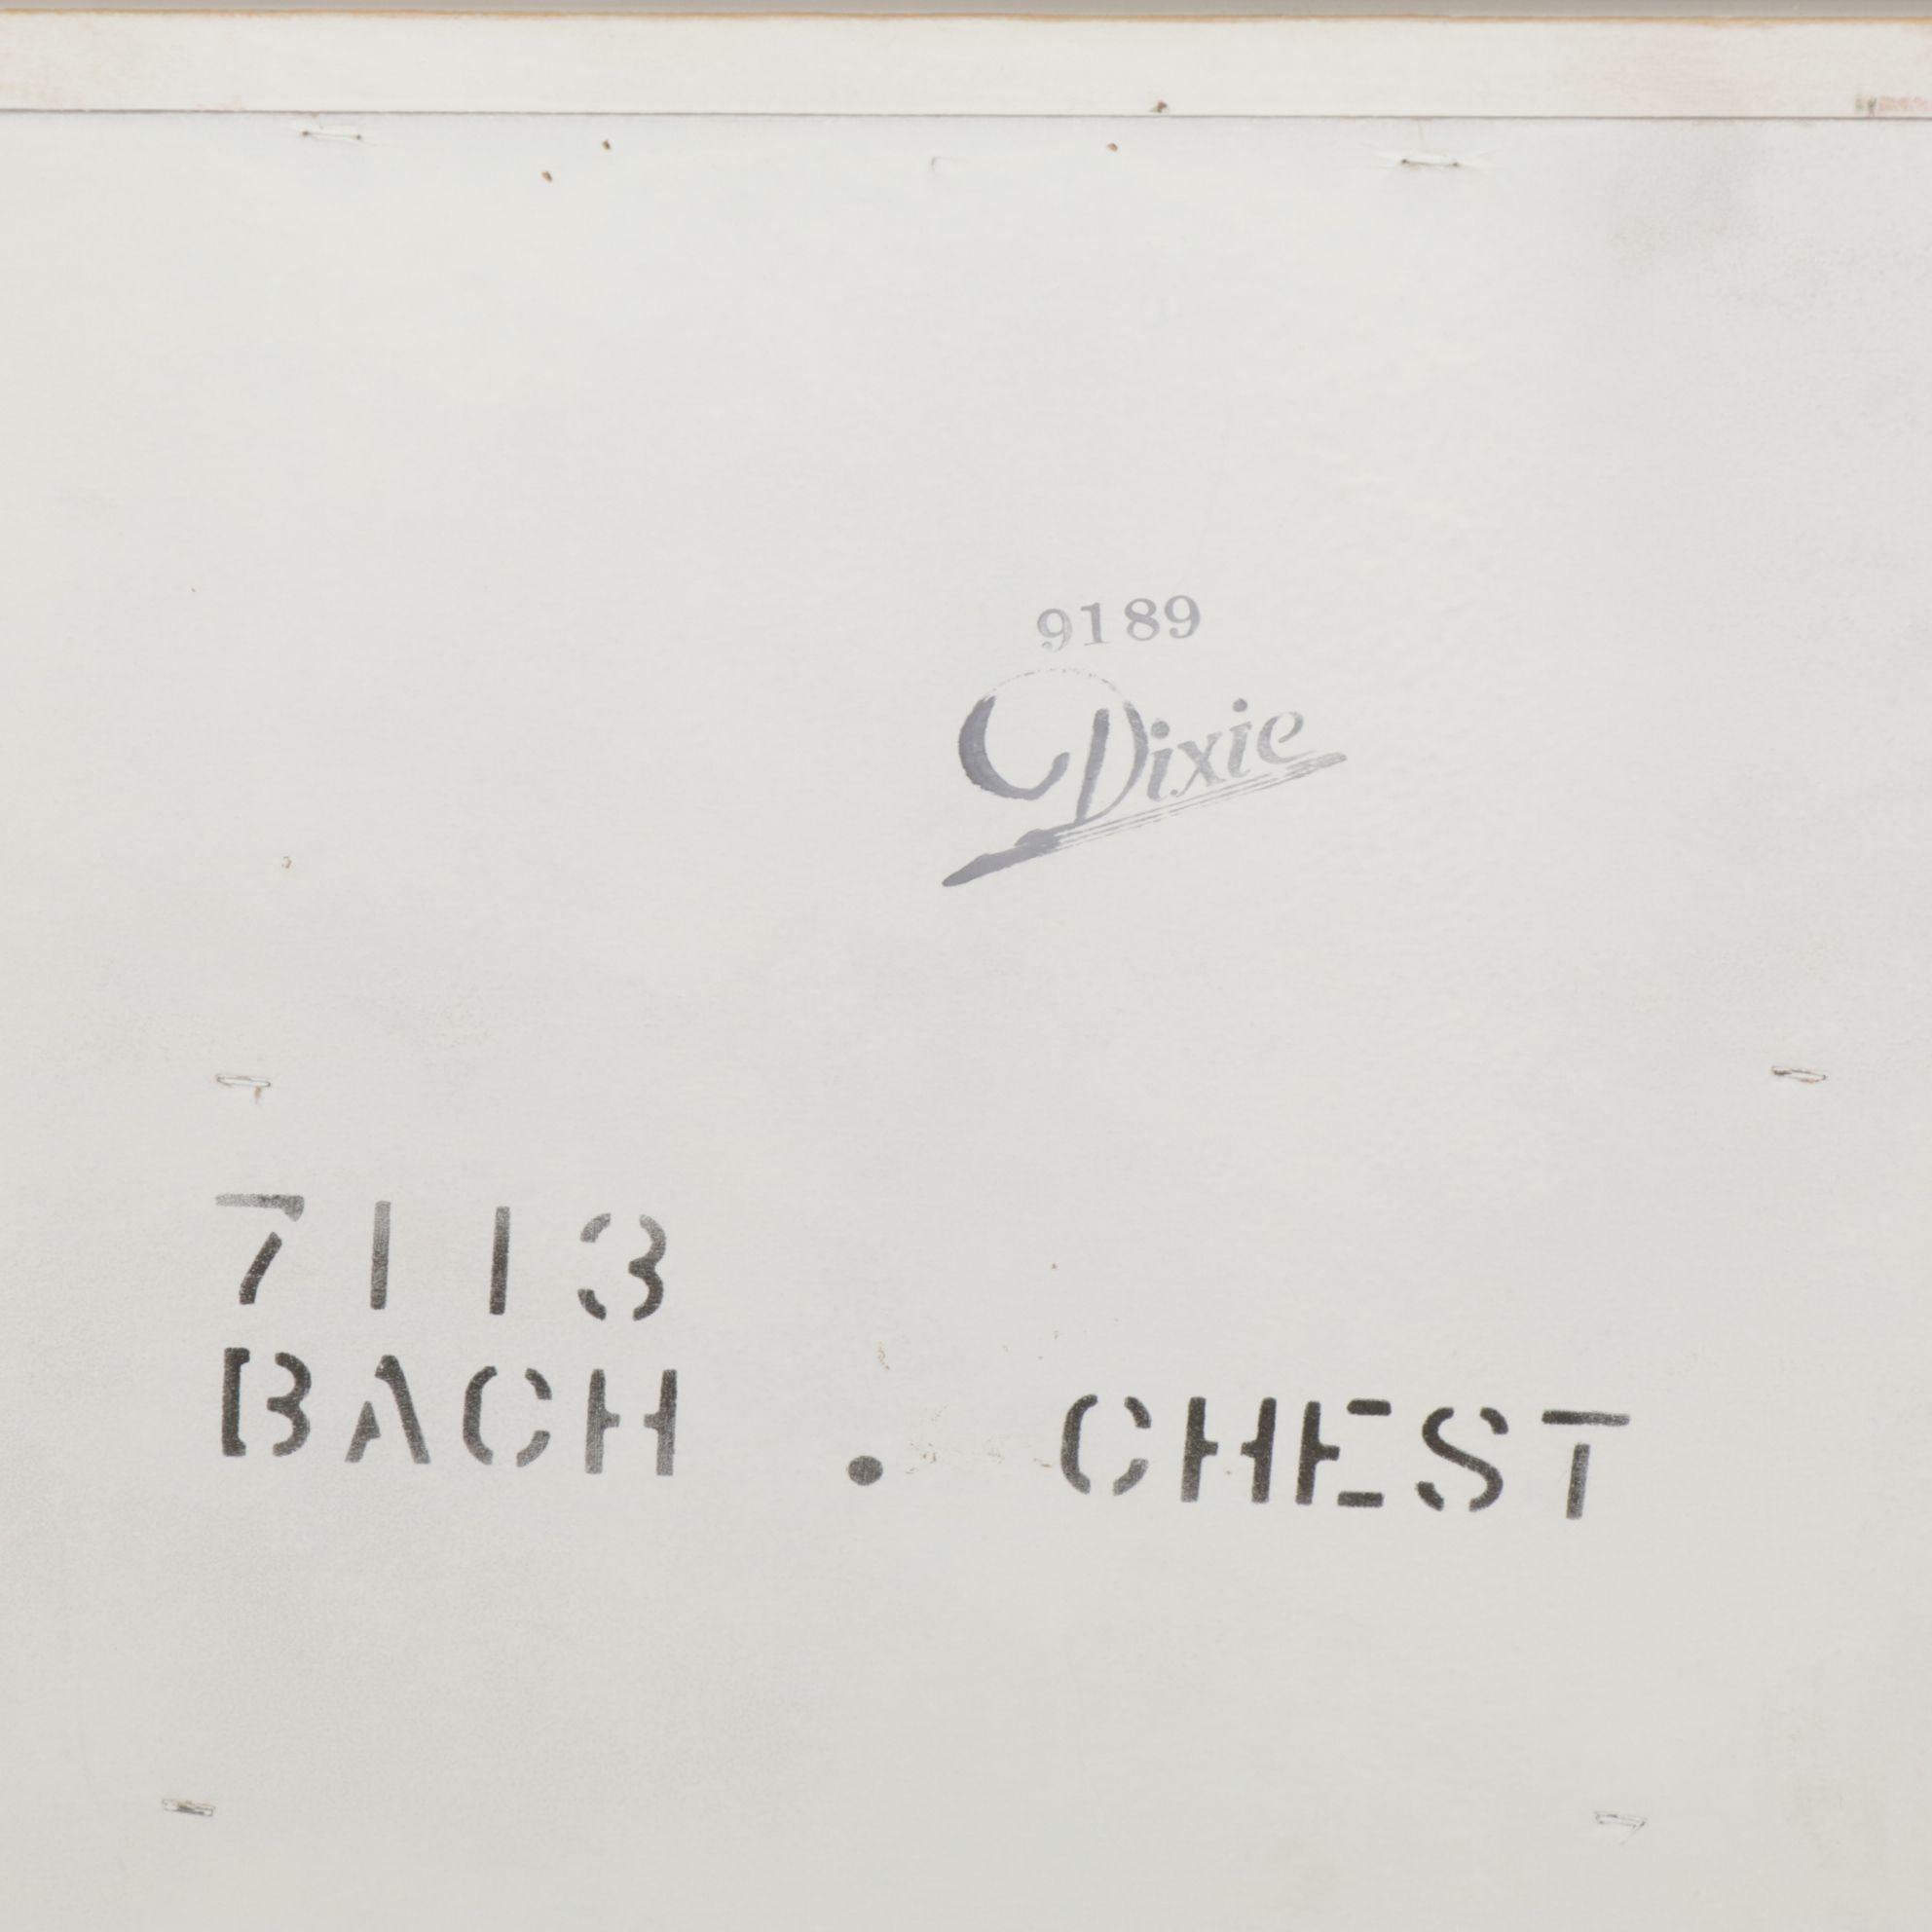 9189
Dixie
7113
BACH . CHEST